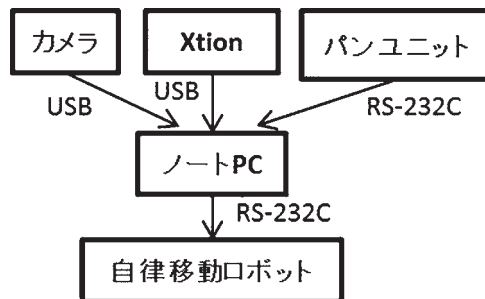 カメラ
Xtion
パンユニット
USB
USB
RS-232C
ノートPC
RS-232C
自律移動ロボット